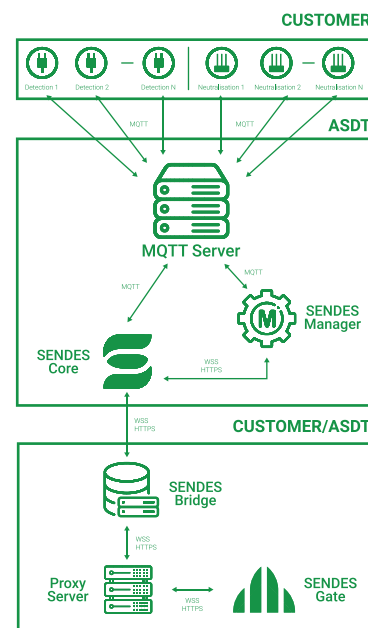 CUSTOMER
Detection 1
Detection 2
Detection N
Neutralisation 1
Neutralisation 2
Neutralisation N
MQTT
MQTT
ASDT
MQTT Server
MQTT
MQTT
M
SENDES
Manager
SENDES
Core
WSS
HTTPS
WSS
HTTPS
CUSTOMER/ASDT
SENDES
Bridge
WSS
HTTPS
Proxy
Server
WSS
HTTPS
SENDES
Gate